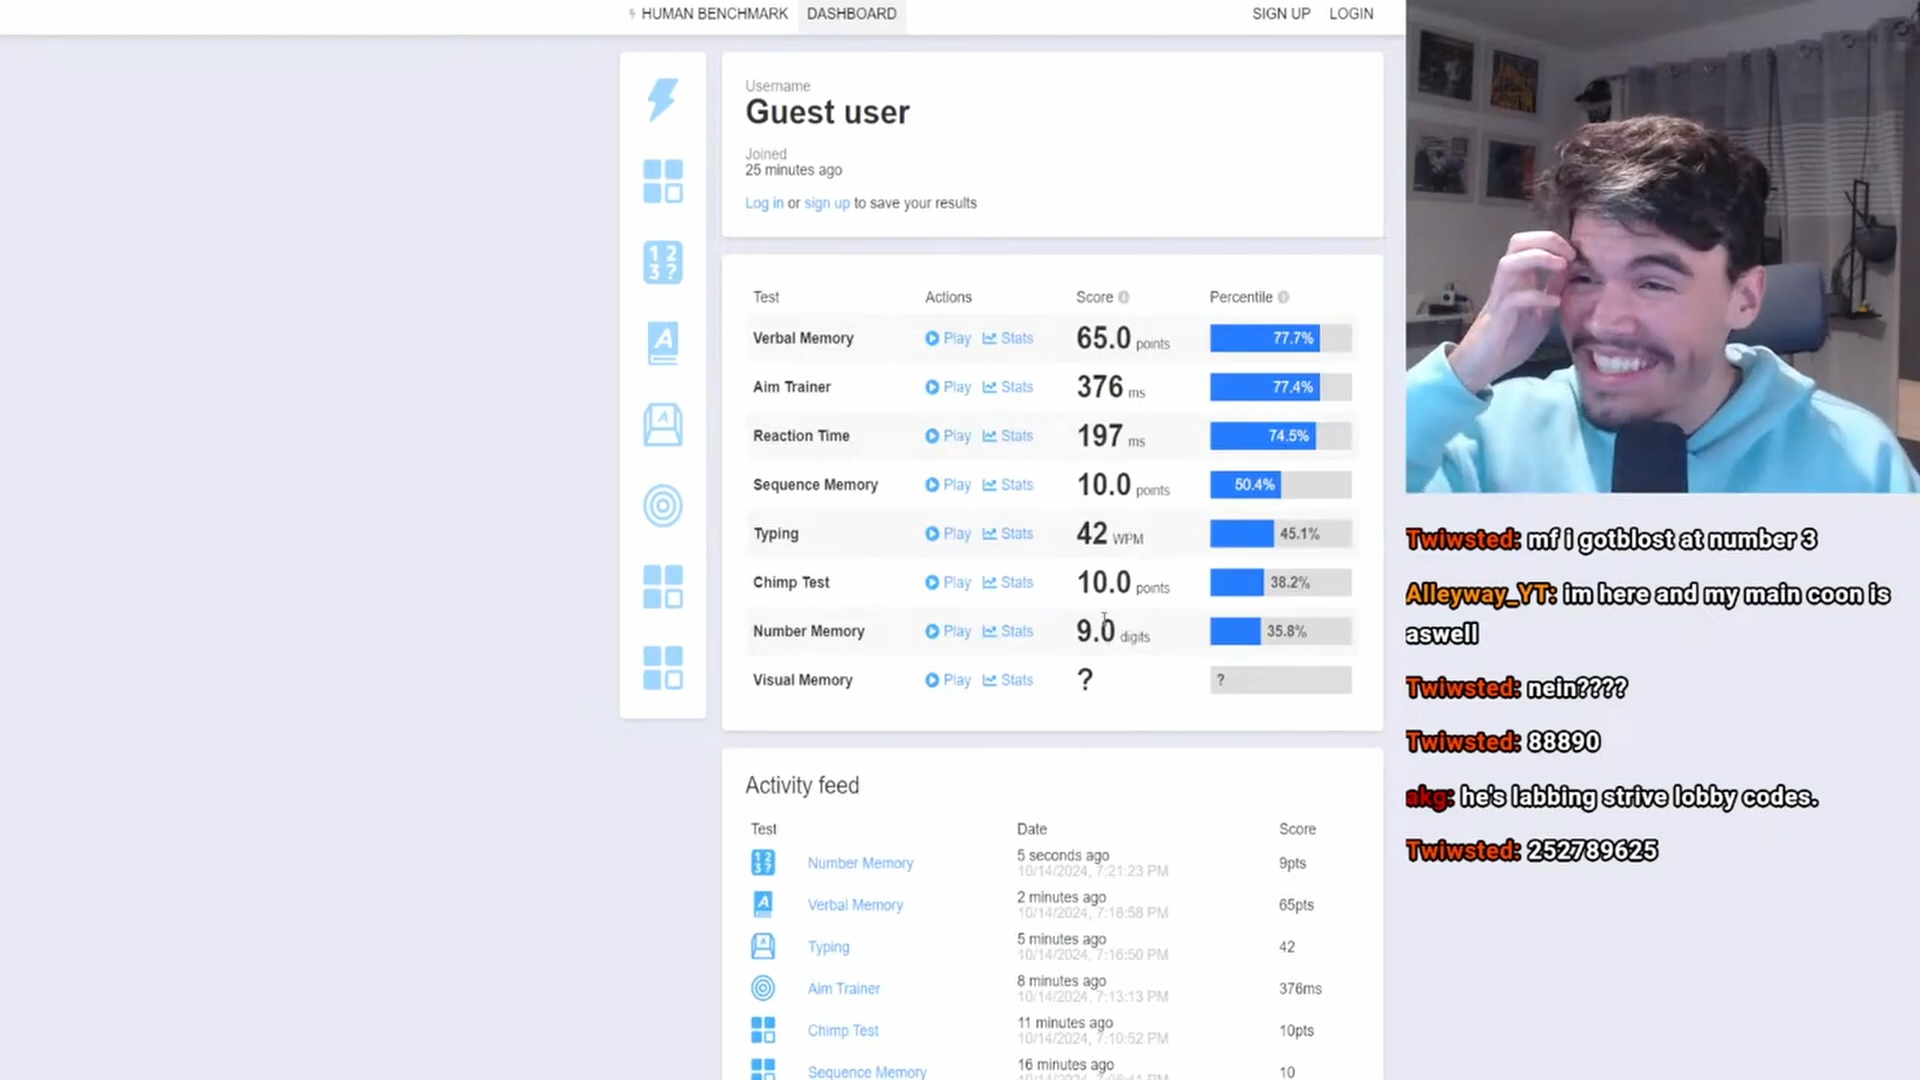 HUMAN BENCHMARK DASHBOARD SIGN UP LOGIN
Username
Guest user
Joined
25 minutes ago
Log in or sign up to save your results
Test Actions Score Percentile
Verbal Memory Play Stats 65.0 points 77.7%
Aim Trainer Play Stats 376 ms 77.4%
Reaction Time Play Stats 197 ms 74.5%
Sequence Memory Play Stats 10.0 points 50.4%
Typing Play Stats 42 WPM 45.1%
Chimp Test Play Stats 10.0 points 38.2%
Number Memory Play Stats 9.0 digits 35.8%
Visual Memory Play Stats ? ?
Activity feed
Test Date Score
Number Memory 5 seconds ago 9pts
10/14/2024, 7:21:23 PM
Verbal Memory 2 minutes ago 65pts
10/14/2024, 7:18:58 PM
Typing 5 minutes ago 42
10/14/2024, 7:16:50 PM
Aim Trainer 8 minutes ago 376ms
10/14/2024, 7:13:13 PM
Chimp Test 11 minutes ago 10pts
10/14/2024, 7:10:52 PM
Sequence Memory 16 minutes ago 10
Twiwsted: mf i gotblost at number 3
Alleyway_YT: im here and my main coon is
aswell
Twiwsted: nein????
Twiwsted: 88890
akg: he's labbing strive lobby codes.
Twiwsted: 252789625